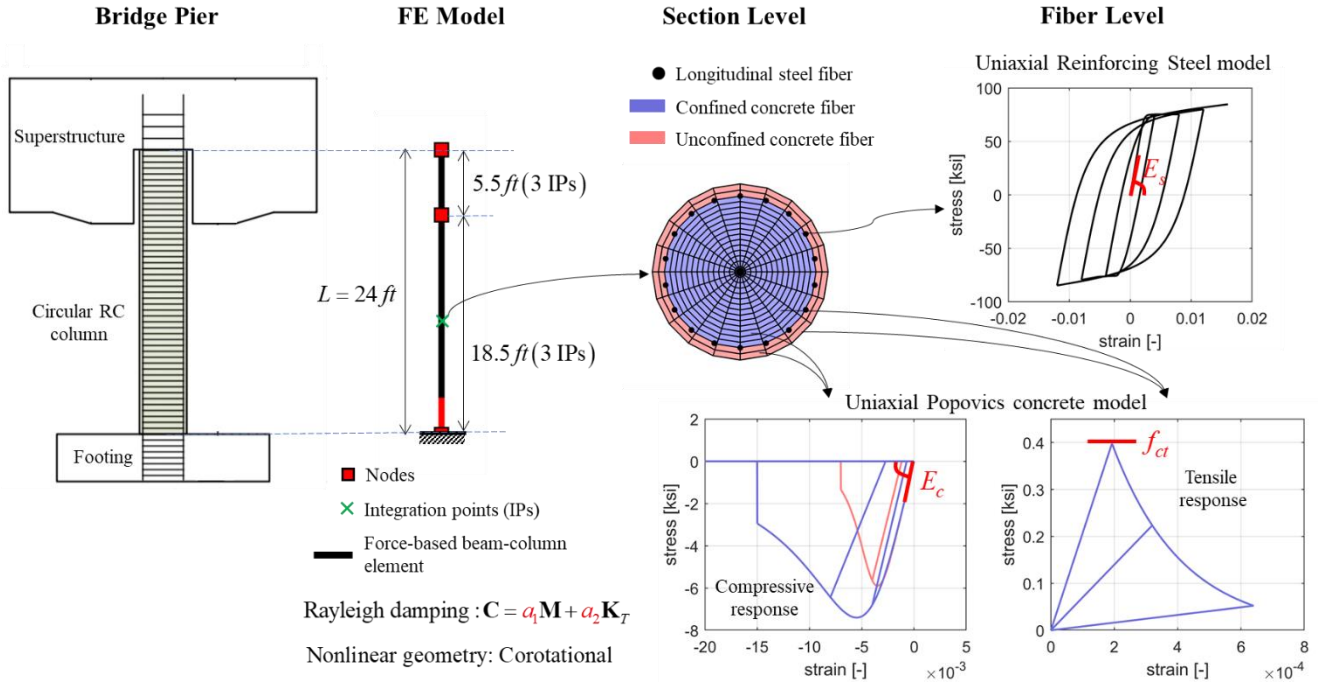 Bridge Pier
FE Model
Section Level
Fiber Level
Superstructure
Circular RC
column
Footing
L = 24 ft
5.5 ft (3 IPs)
18.5 ft (3 IPs)
Nodes
Integration points (IPs)
Force-based beam-column
element
Rayleigh damping : C = a₁M + a₂K_T
Nonlinear geometry: Corotational
Longitudinal steel fiber
Confined concrete fiber
Unconfined concrete fiber
Uniaxial Reinforcing Steel model
100
50
0
-50
-100
stress [ksi]
E_s
-0.02
-0.01
0
0.01
0.02
strain [-]
Uniaxial Popovics concrete model
2
0
-2
-4
-6
-8
stress [ksi]
E_c
Compressive
response
-20
-15
-10
-5
0
5
strain [-]
×10⁻³
0.4
0.3
0.2
0.1
0
stress [ksi]
f_ct
Tensile
response
0
2
4
6
8
strain [-]
×10⁻⁴